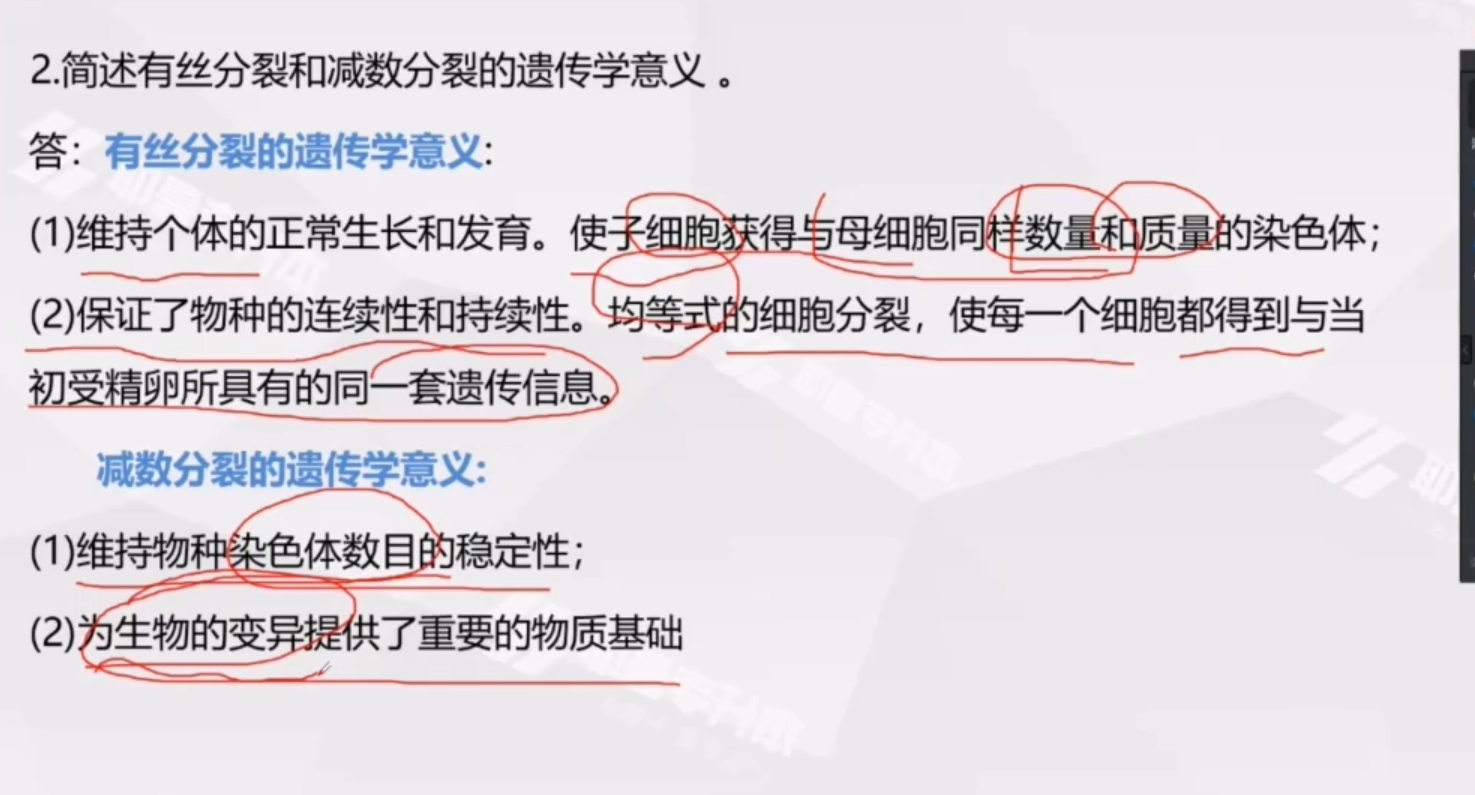 2.简述有丝分裂和减数分裂的遗传学意义 。
答：有丝分裂的遗传学意义:
(1)维持个体的正常生长和发育。使子细胞获得与母细胞同样数量和质量的染色体；
(2)保证了物种的连续性和持续性。均等式的细胞分裂，使每一个细胞都得到与当
初受精卵所具有的同一套遗传信息。
减数分裂的遗传学意义:
(1)维持物种染色体数目的稳定性；
(2)为生物的变异提供了重要的物质基础